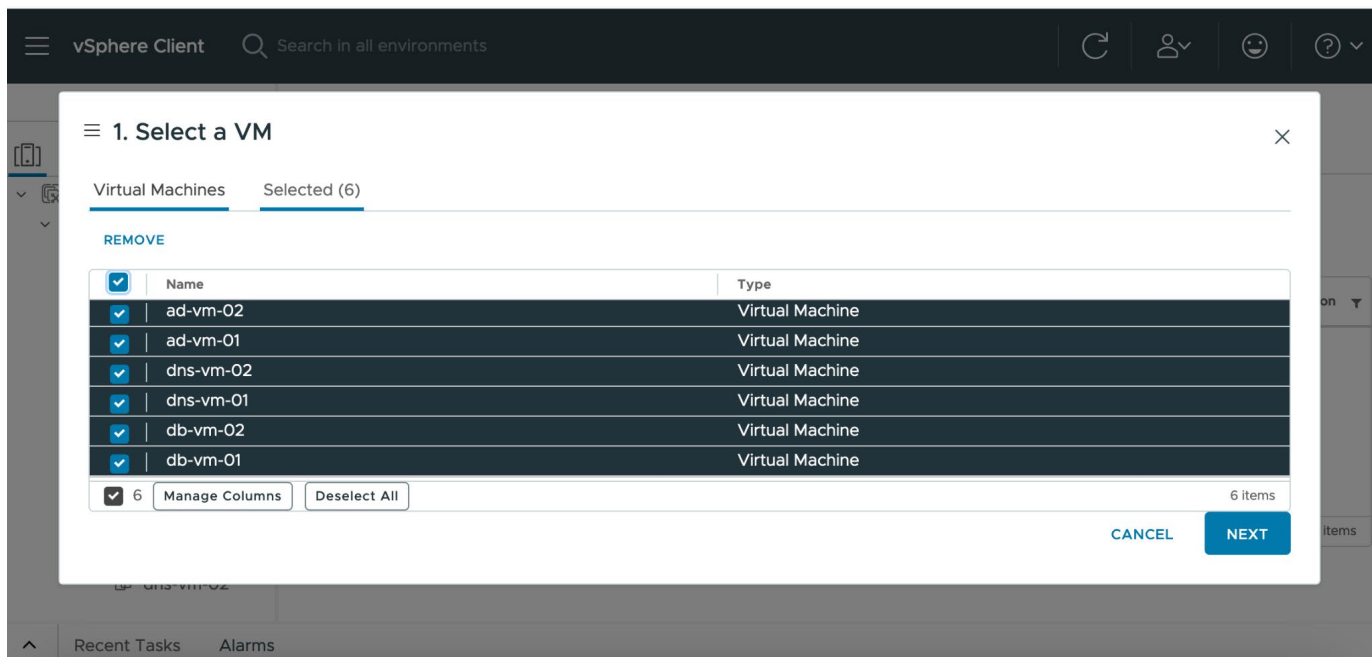 vSphere Client Search in all environments
1. Select a VM
Virtual Machines Selected (6)
REMOVE
Name Type
on
ad-vm-02 Virtual Machine
ad-vm-01 Virtual Machine
dns-vm-02 Virtual Machine
dns-vm-01 Virtual Machine
db-vm-02 Virtual Machine
db-vm-01 Virtual Machine
6 Manage Columns Deselect All 6 items
CANCEL NEXT items
dns-vm-02
Recent Tasks Alarms